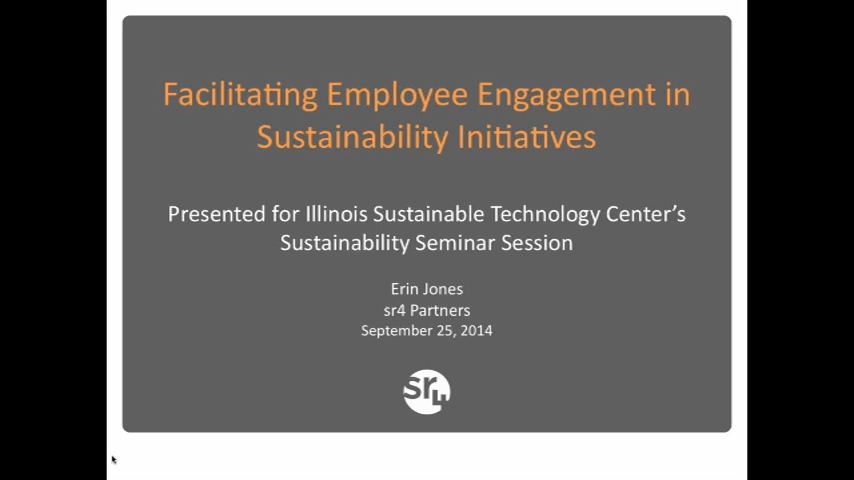 Facilitating Employee Engagement in
Sustainability Initiatives
Presented for Illinois Sustainable Technology Center's
Sustainability Seminar Session
Erin Jones
sr4 Partners
September 25, 2014
sr4